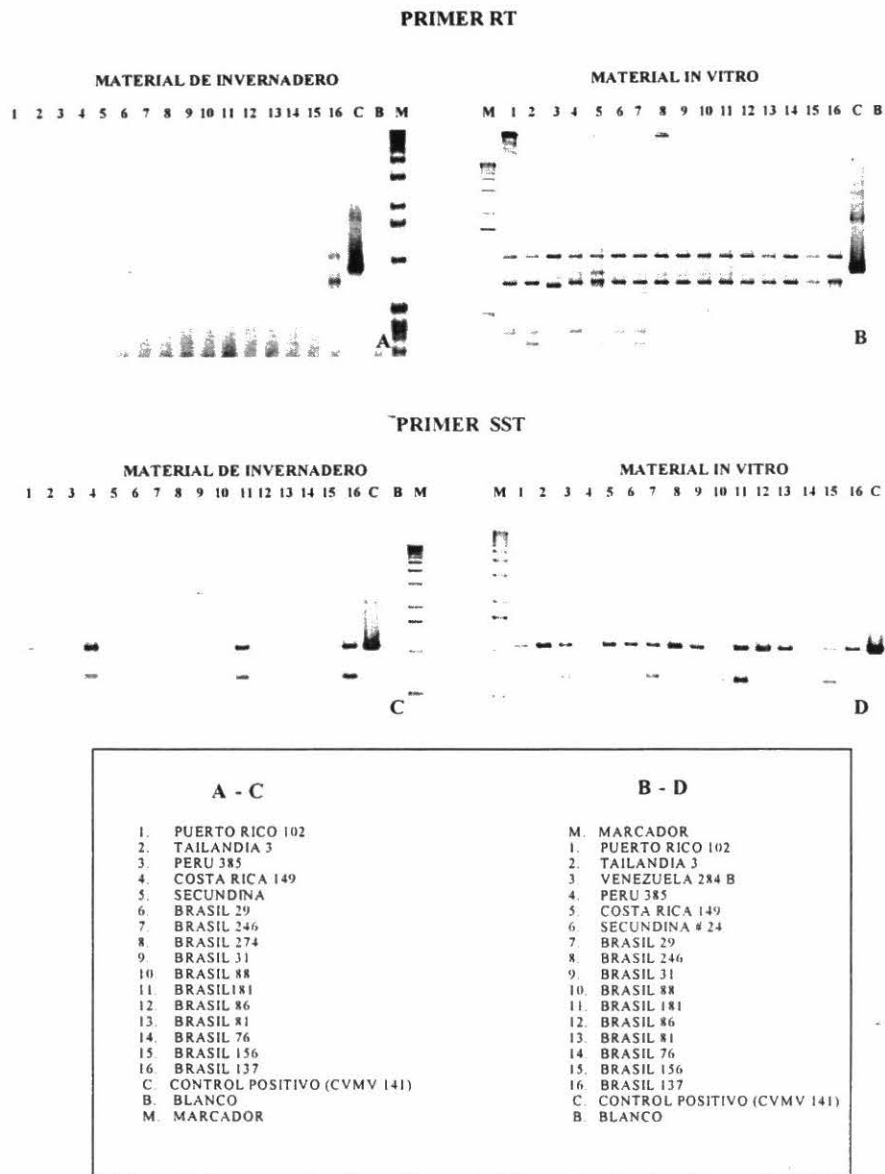 PRIMER RT
MATERIAL DE INVERNADERO
1 2 3 4 5 6 7 8 9 10 11 12 13 14 15 16 C B M
A
MATERIAL IN VITRO
M 1 2 3 4 5 6 7 8 9 10 11 12 13 14 15 16 C B
B
PRIMER SST
MATERIAL DE INVERNADERO
1 2 3 4 5 6 7 8 9 10 11 12 13 14 15 16 C B M
C
MATERIAL IN VITRO
M 1 2 3 4 5 6 7 8 9 10 11 12 13 14 15 16 C
D
A - C
1. PUERTO RICO 102
2. TAILANDIA 3
3. PERU 385
4. COSTA RICA 149
5. SECUNDINA
6. BRASIL 29
7. BRASIL 246
8. BRASIL 274
9. BRASIL 31
10. BRASIL 88
11. BRASIL181
12. BRASIL 86
13. BRASIL 81
14. BRASIL 76
15. BRASIL 156
16. BRASIL 137
C. CONTROL POSITIVO (CVMV 141)
B. BLANCO
M. MARCADOR
B - D
M. MARCADOR
1. PUERTO RICO 102
2. TAILANDIA 3
3. VENEZUELA 284 B
4. PERU 385
5. COSTA RICA 149
6. SECUNDINA # 24
7. BRASIL 29
8. BRASIL 246
9. BRASIL 31
10. BRASIL 88
11. BRASIL 181
12. BRASIL 86
13. BRASIL 81
14. BRASIL 76
15. BRASIL 156
16. BRASIL 137
C. CONTROL POSITIVO (CVMV 141)
B. BLANCO